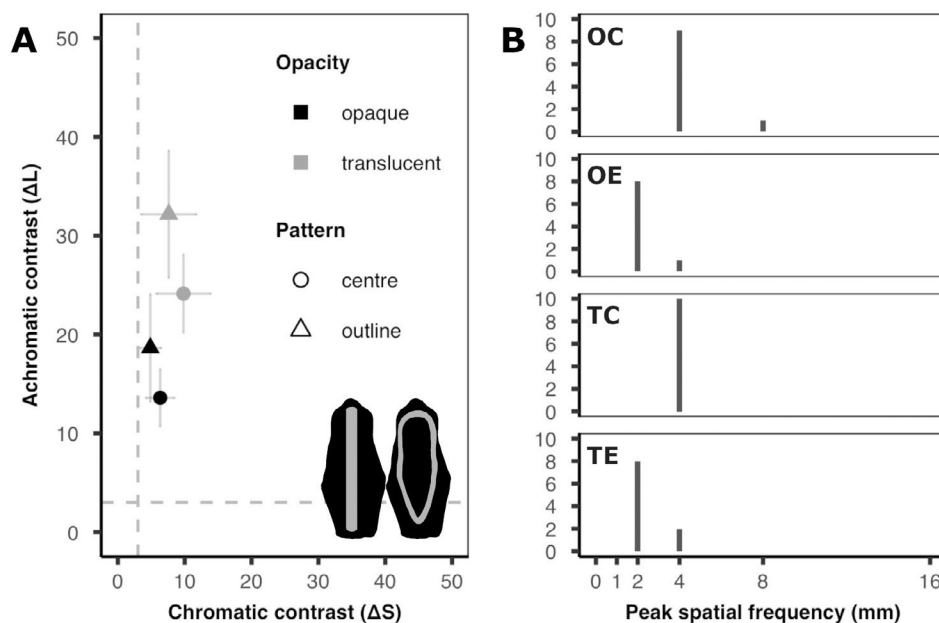 A
50
40
30
20
10
0
Achromatic contrast (ΔL)
Opacity
opaque
translucent
Pattern
centre
outline
0 10 20 30 40 50
Chromatic contrast (ΔS)
B
OC
10
8
6
4
2
0
OE
10
8
6
4
2
0
TC
10
8
6
4
2
0
TE
10
8
6
4
2
0
0 1 2 4 8 16
Peak spatial frequency (mm)